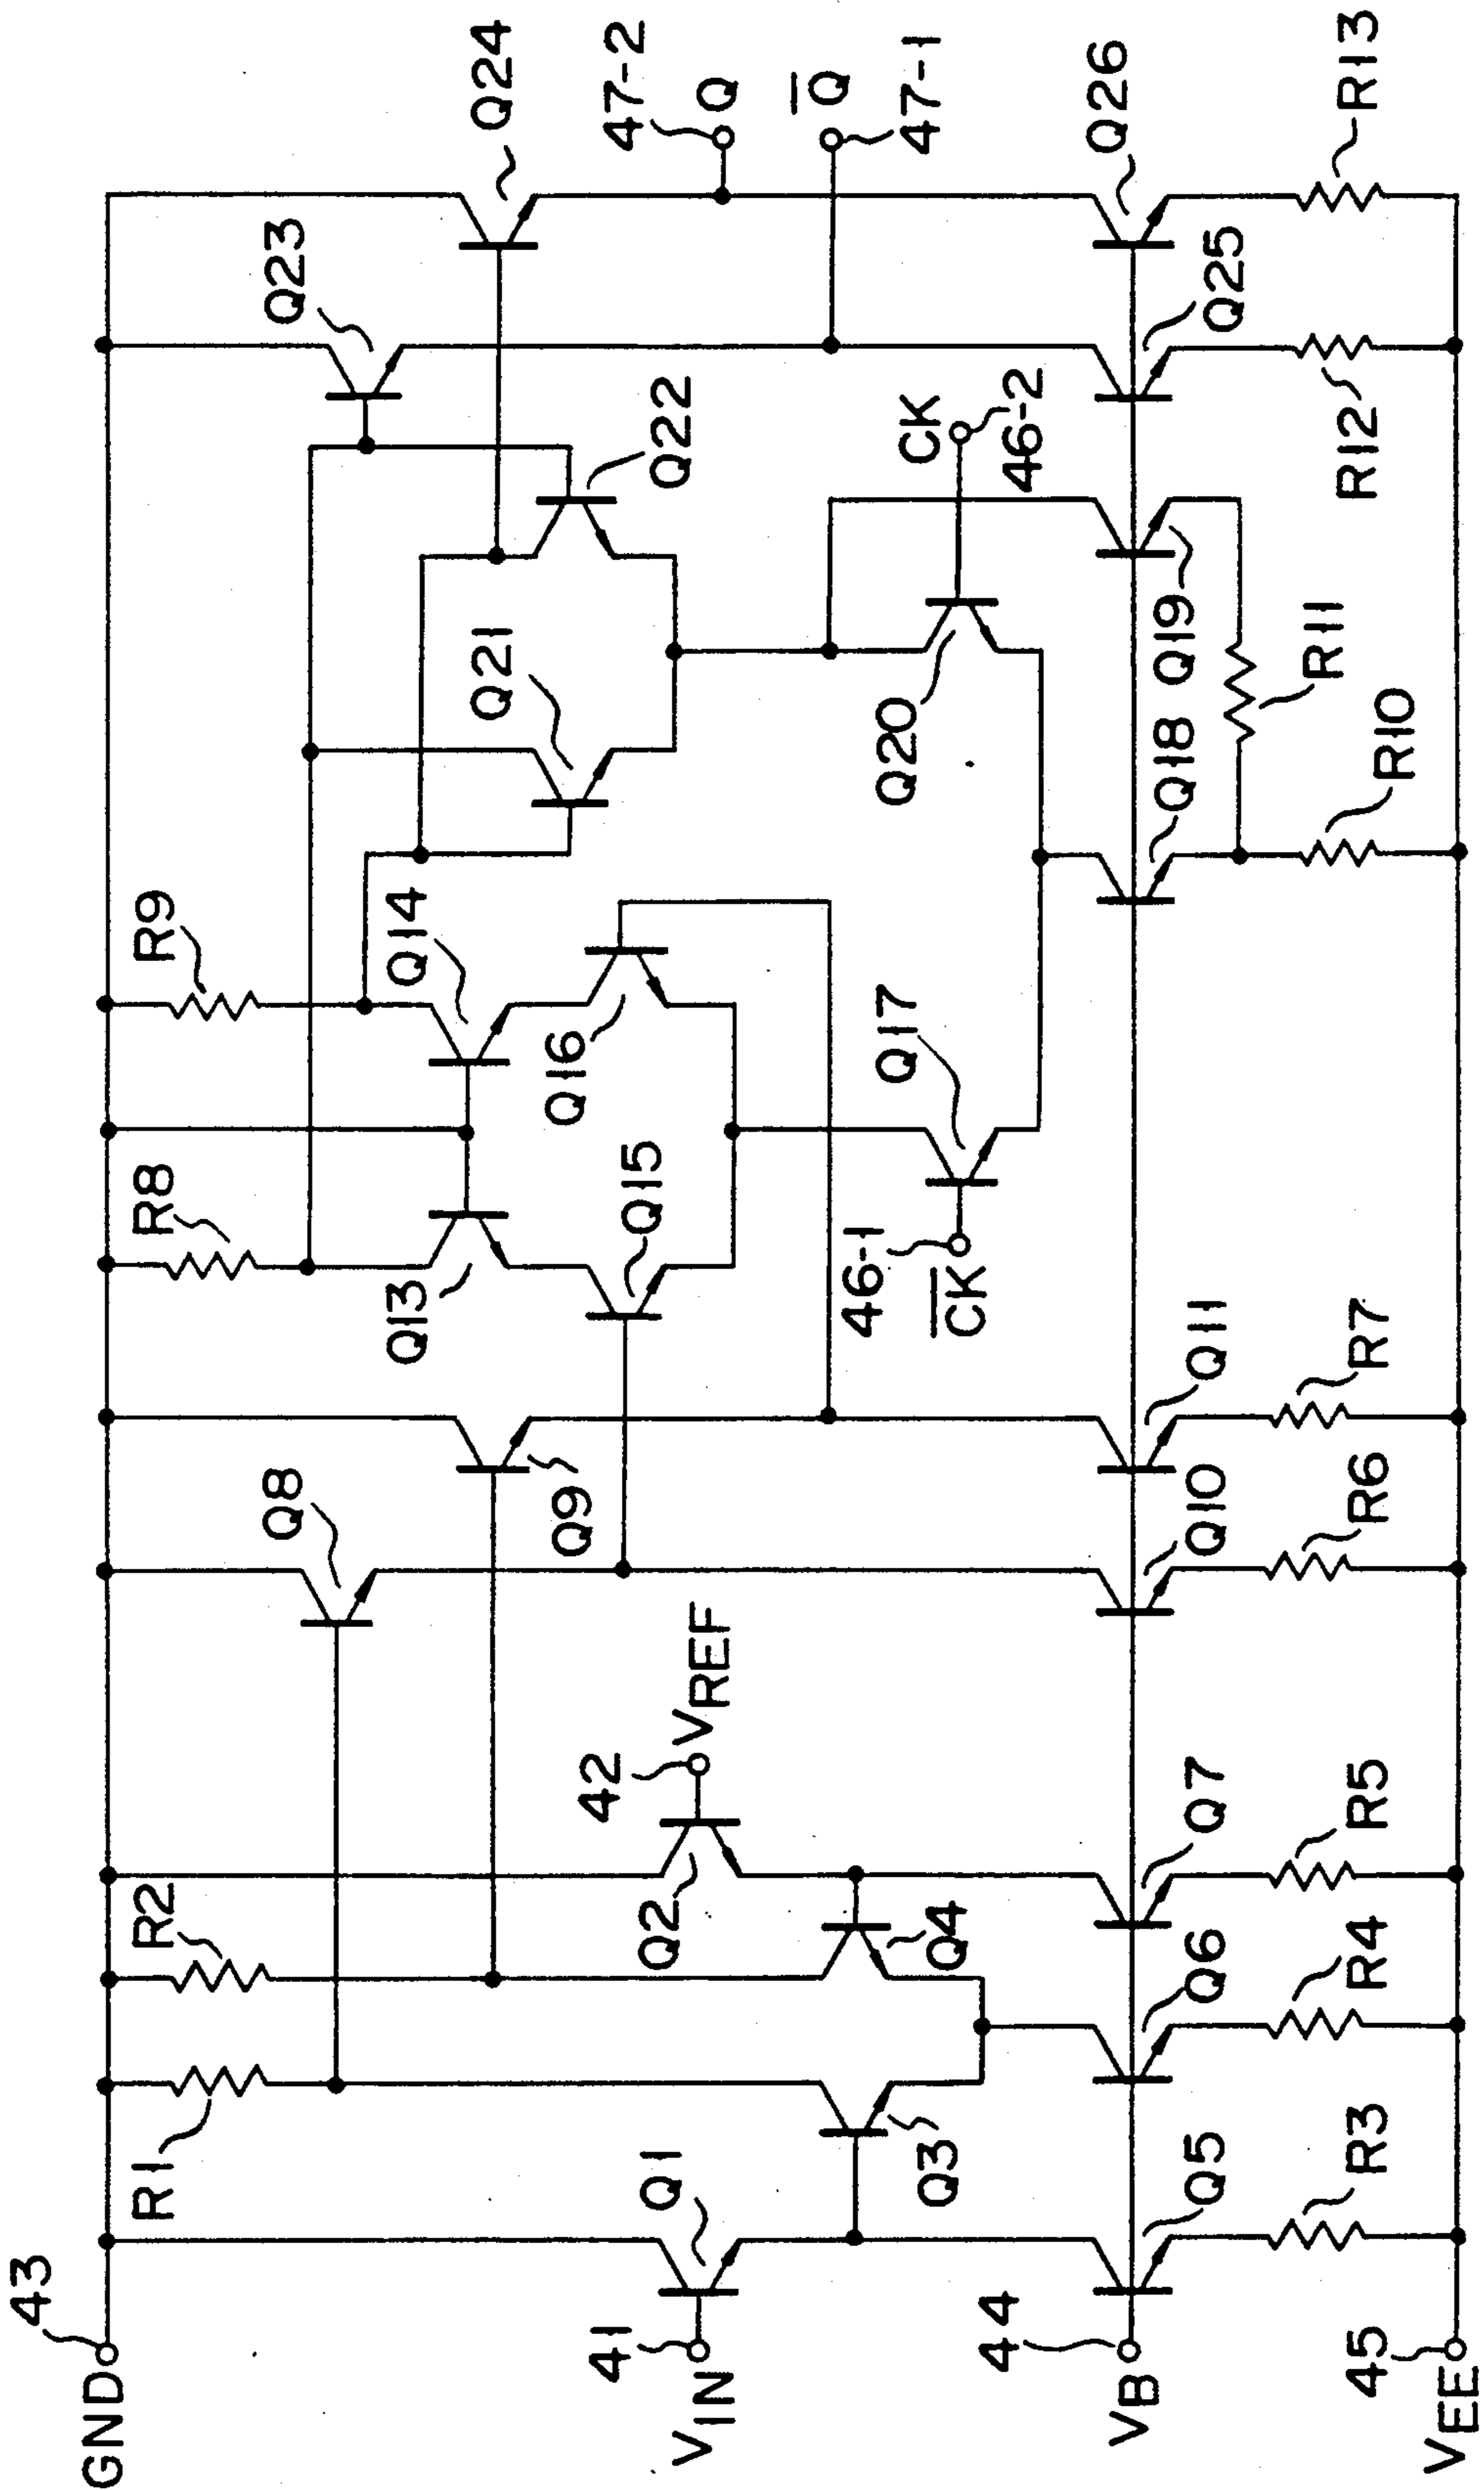 43
GND
R1
R2
R8
R9
Q8
Q23
Q13
Q14
Q21
Q24
Q9
Q16
41
VIN
Q1
Q2
42
VREF
Q15
Q22
47-2
Q
Q̅
47-1
Q3
Q4
46-1
C̅K̅
Q17
Q20
CK
46-2
44
VB
Q5
Q6
Q7
Q10
Q11
Q18
Q19
Q25
Q26
R3
R4
R5
R6
R7
R10
R11
R12
R13
45
VEE